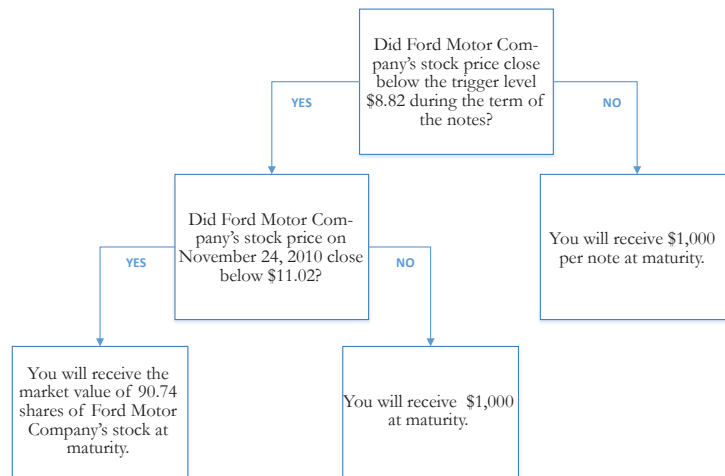 Did Ford Motor Com-
pany's stock price close
below the trigger level
$8.82 during the term of
the notes?
YES
NO
Did Ford Motor Com-
pany's stock price on
November 24, 2010 close
below $11.02?
You will receive $1,000
per note at maturity.
YES
NO
You will receive the
market value of 90.74
shares of Ford Motor
Company's stock at
maturity.
You will receive $1,000
at maturity.